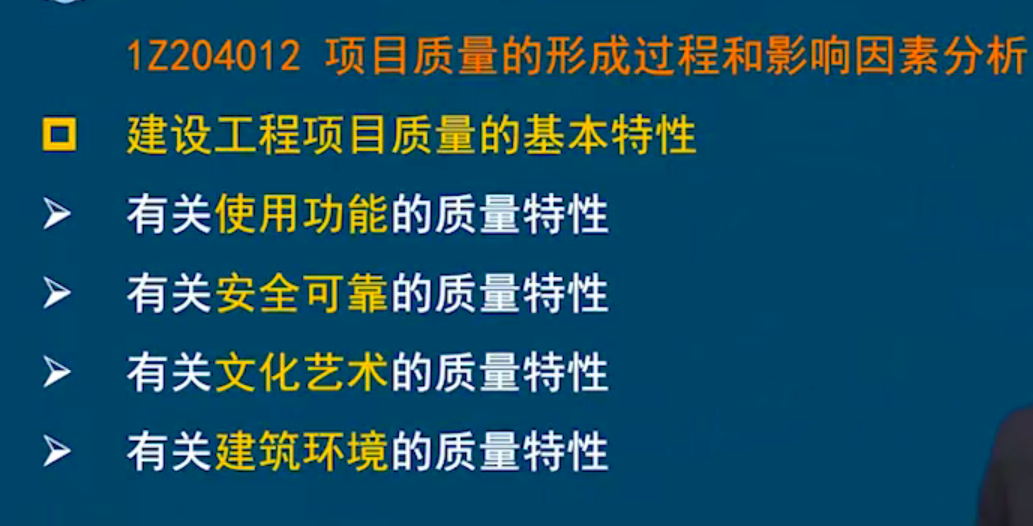 1Z204012 项目质量的形成过程和影响因素分析
建设工程项目质量的基本特性
有关使用功能的质量特性
有关安全可靠的质量特性
有关文化艺术的质量特性
有关建筑环境的质量特性